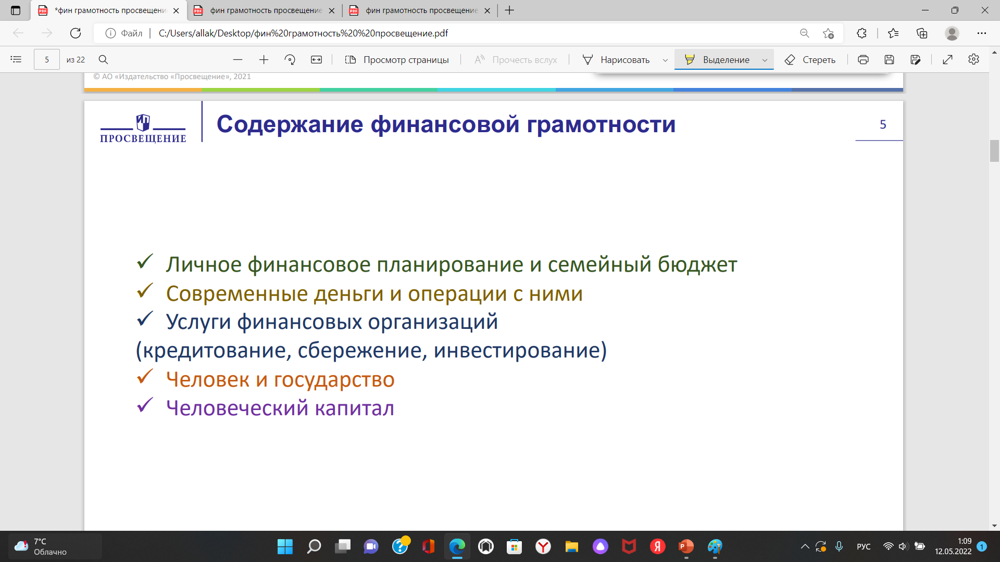 *фин грамотность просвещени
фин грамотность просвещение
фин грамотность просвещение
Файл
C:/Users/allak/Desktop/фин%20грамотность%20%20просвещение.pdf
5
из 22
Просмотр страницы
Прочесть вслух
Нарисовать
Выделение
Стереть
© АО «Издательство «Просвещение», 2021
ПРОСВЕЩЕНИЕ
Содержание финансовой грамотности
5
✓ Личное финансовое планирование и семейный бюджет
✓ Современные деньги и операции с ними
✓ Услуги финансовых организаций
(кредитование, сбережение, инвестирование)
✓ Человек и государство
✓ Человеческий капитал
7°C
Облачно
РУС
1:09
12.05.2022
1